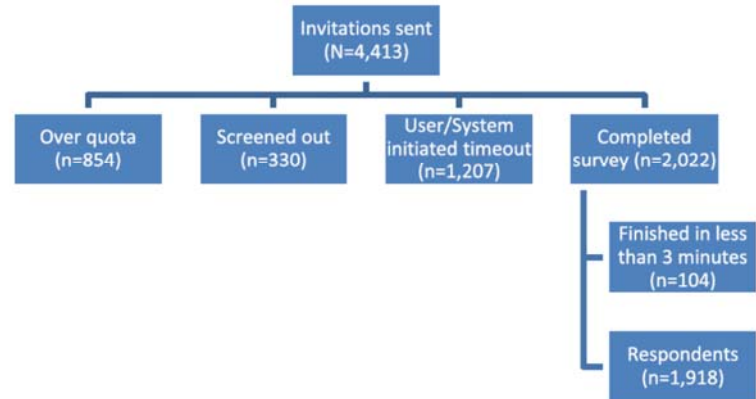 Invitations sent
(N=4,413)
Over quota
(n=854)
Screened out
(n=330)
User/System
initiated timeout
(n=1,207)
Completed
survey (n=2,022)
Finished in less
than 3 minutes
(n=104)
Respondents
(n=1,918)